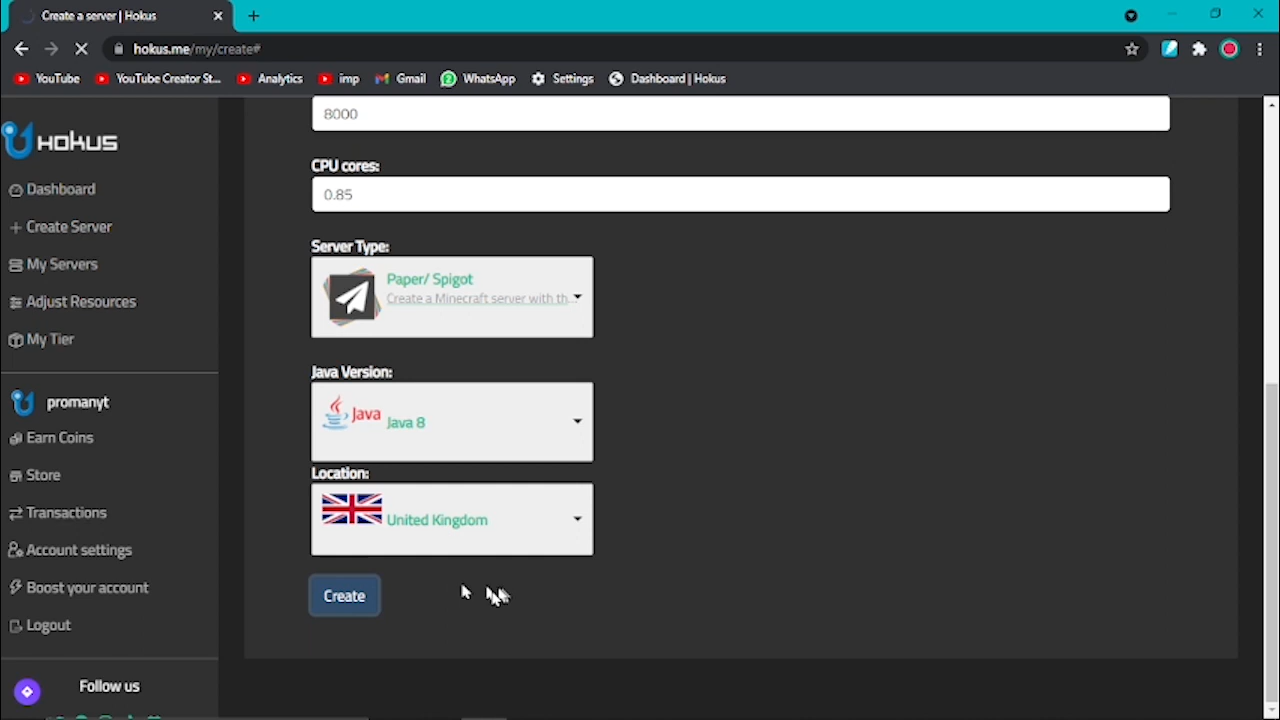 Create a server | Hokus
hokus.me/my/create#
YouTube
YouTube Creator St...
Analytics
imp
Gmail
WhatsApp
Settings
Dashboard | Hokus
HOKUS
Dashboard
Create Server
My Servers
Adjust Resources
My Tier
promanyt
Earn Coins
Store
Transactions
Account settings
Boost your account
Logout
Follow us
8000
CPU cores:
0.85
Server Type:
Paper/ Spigot
Create a Minecraft server with th...
Java Version:
Java
Java 8
Location:
United Kingdom
Create